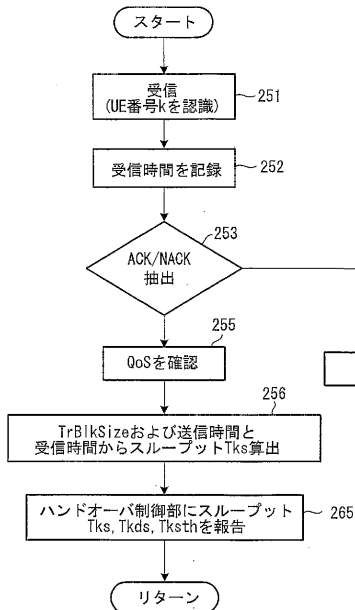 スタート
受信
(UE番号kを認識)
251
受信時間を記録
252
253
ACK/NACK
抽出
255
QoSを確認
256
TrBlkSizeおよび送信時間と
受信時間からスループットTks算出
ハンドオーバ制御部にスループット
Tks,Tkds,Tksthを報告
265
リターン